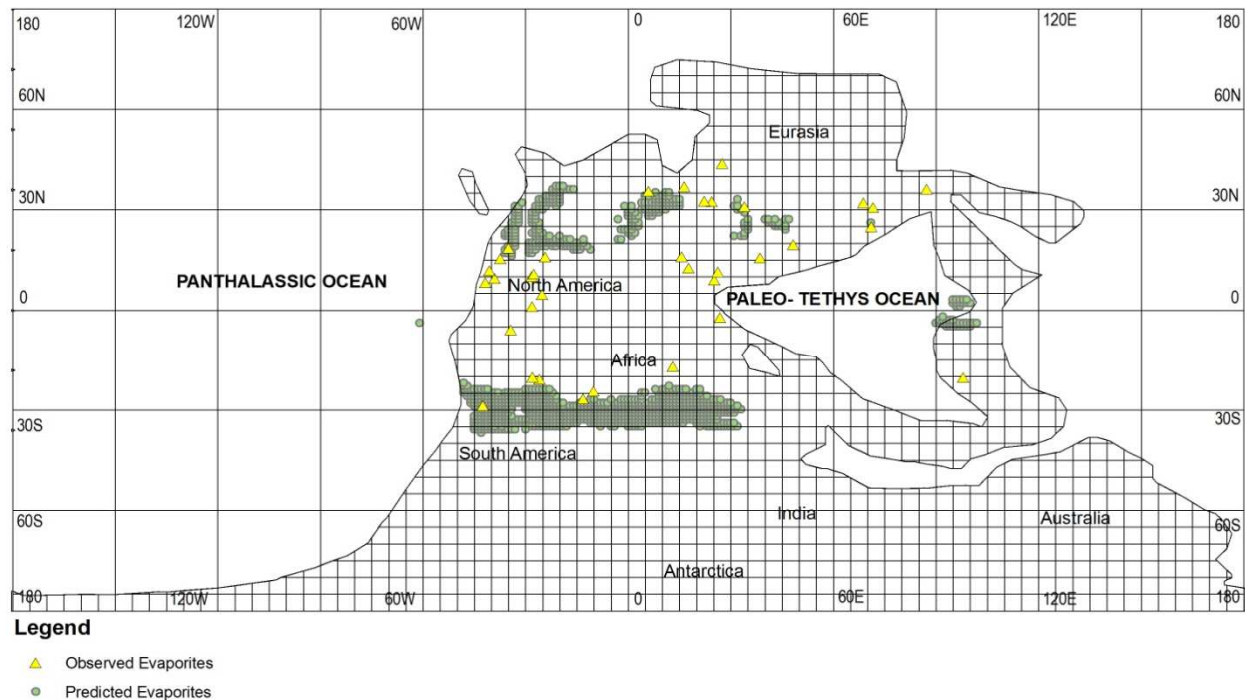 180 120W 60W 0 60E 120E 180
60N 60N
Eurasia
30N 30N
PANTHALASSIC OCEAN
North America
PALEO- TETHYS OCEAN
0 0
Africa
30S 30S
South America
60S India Australia 60S
Antarctica
180 120W 60W 0 60E 120E 180
Legend
Observed Evaporites
Predicted Evaporites